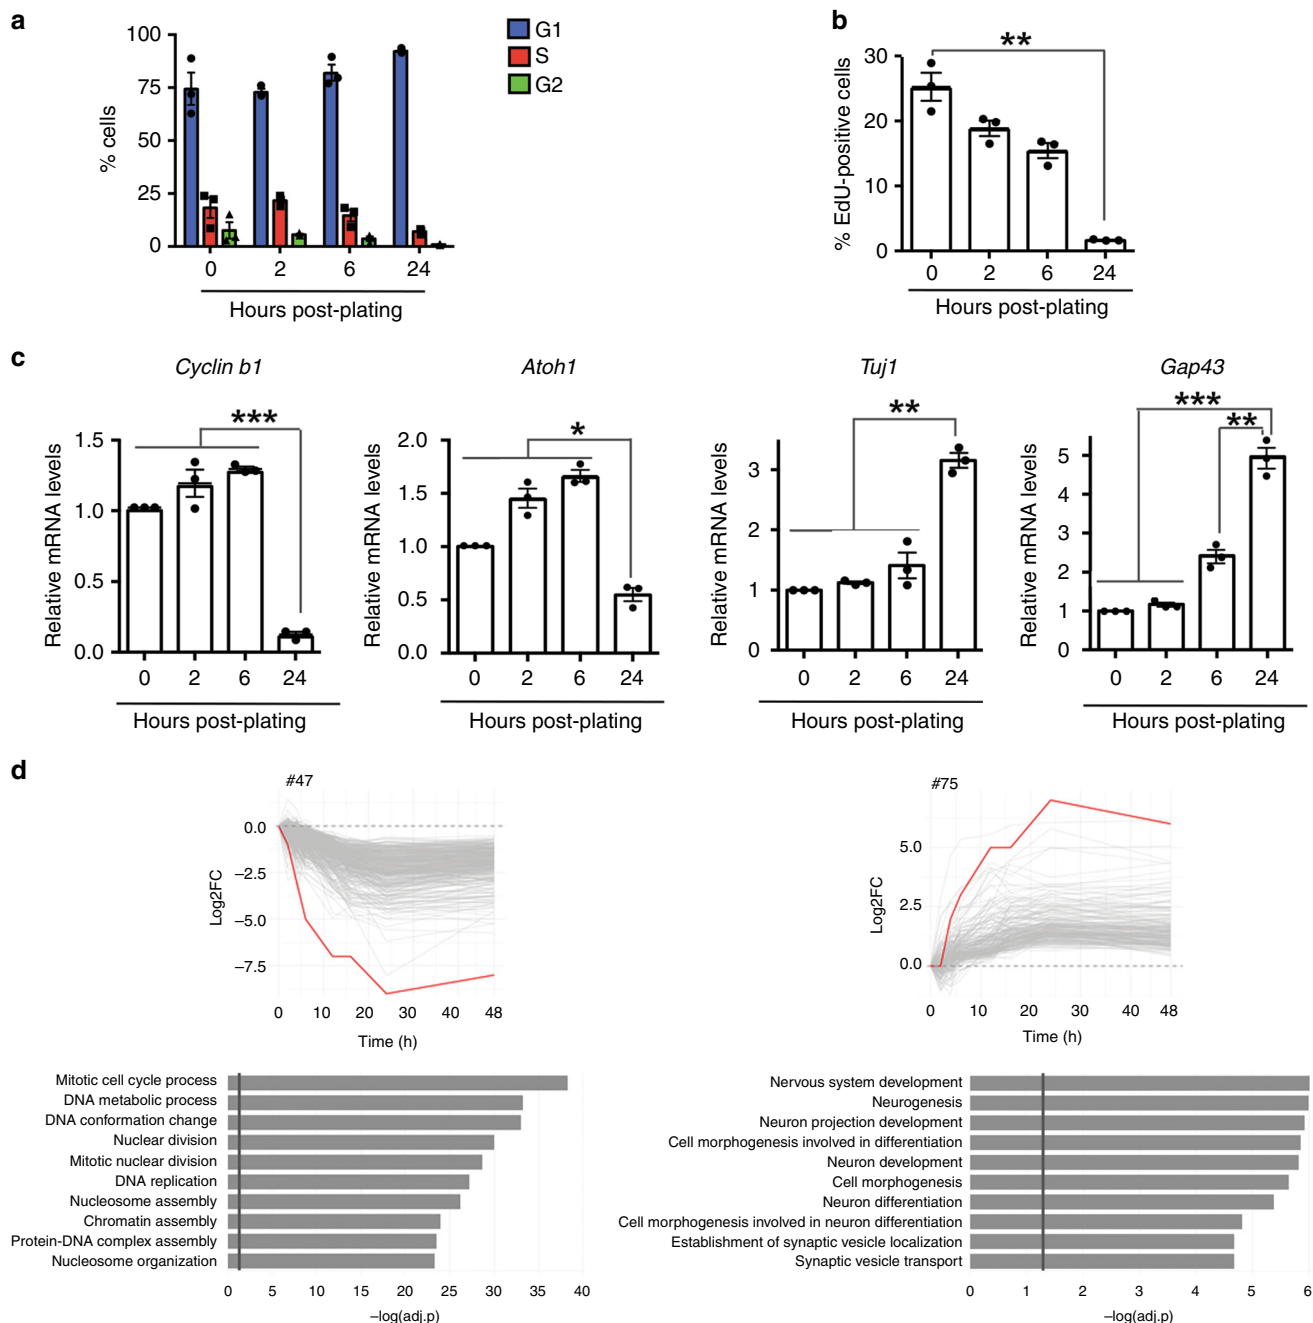 a
100
75
50
25
0
% cells
G1
S
G2
0 2 6 24
Hours post-plating
b
**
30
20
10
0
% EdU-positive cells
0 2 6 24
Hours post-plating
c
Cyclin b1
***
1.5
1.0
0.5
0.0
Relative mRNA levels
0 2 6 24
Hours post-plating
Atoh1
*
2.0
1.5
1.0
0.5
0.0
Relative mRNA levels
0 2 6 24
Hours post-plating
Tuj1
**
3
2
1
0
Relative mRNA levels
0 2 6 24
Hours post-plating
Gap43
***
**
5
4
3
2
1
0
Relative mRNA levels
0 2 6 24
Hours post-plating
d
#47
0.0
−2.5
−5.0
−7.5
Log2FC
0 10 20 30 40 48
Time (h)
#75
5.0
2.5
0.0
Log2FC
0 10 20 30 40 48
Time (h)
Mitotic cell cycle process
DNA metabolic process
DNA conformation change
Nuclear division
Mitotic nuclear division
DNA replication
Nucleosome assembly
Chromatin assembly
Protein-DNA complex assembly
Nucleosome organization
0 5 10 15 20 25 30 35 40
−log(adj.p)
Nervous system development
Neurogenesis
Neuron projection development
Cell morphogenesis involved in differentiation
Neuron development
Cell morphogenesis
Neuron differentiation
Cell morphogenesis involved in neuron differentiation
Establishment of synaptic vesicle localization
Synaptic vesicle transport
0 1 2 3 4 5 6
−log(adj.p)